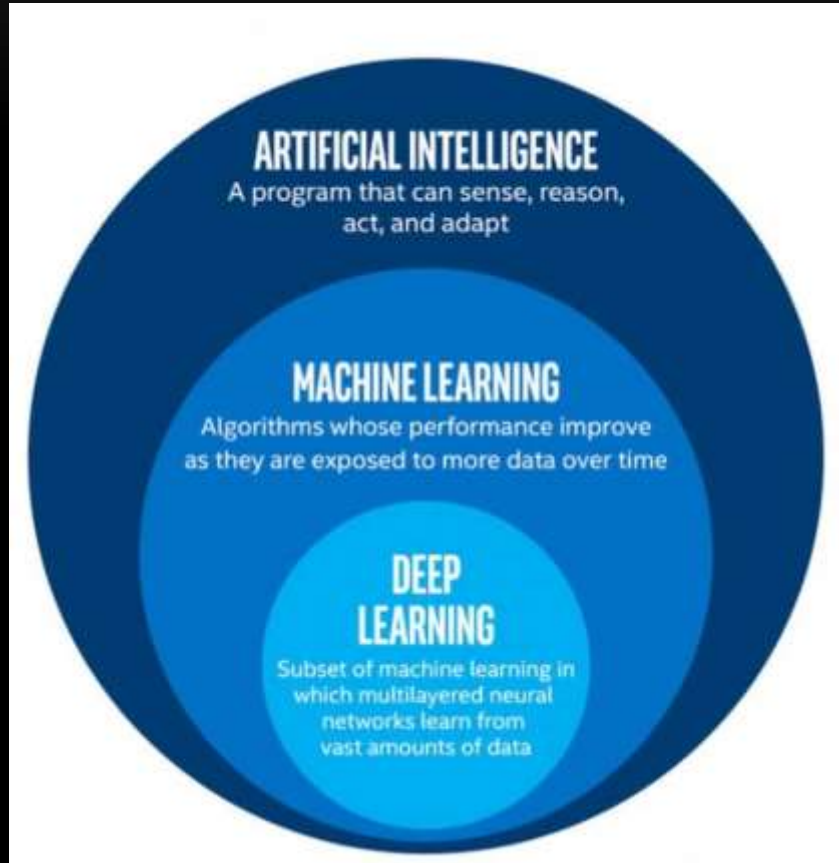 ARTIFICIAL INTELLIGENCE
A program that can sense, reason,
act, and adapt
MACHINE LEARNING
Algorithms whose performance improve
as they are exposed to more data over time
DEEP
LEARNING
Subset of machine learning in
which multilayered neural
networks learn from
vast amounts of data